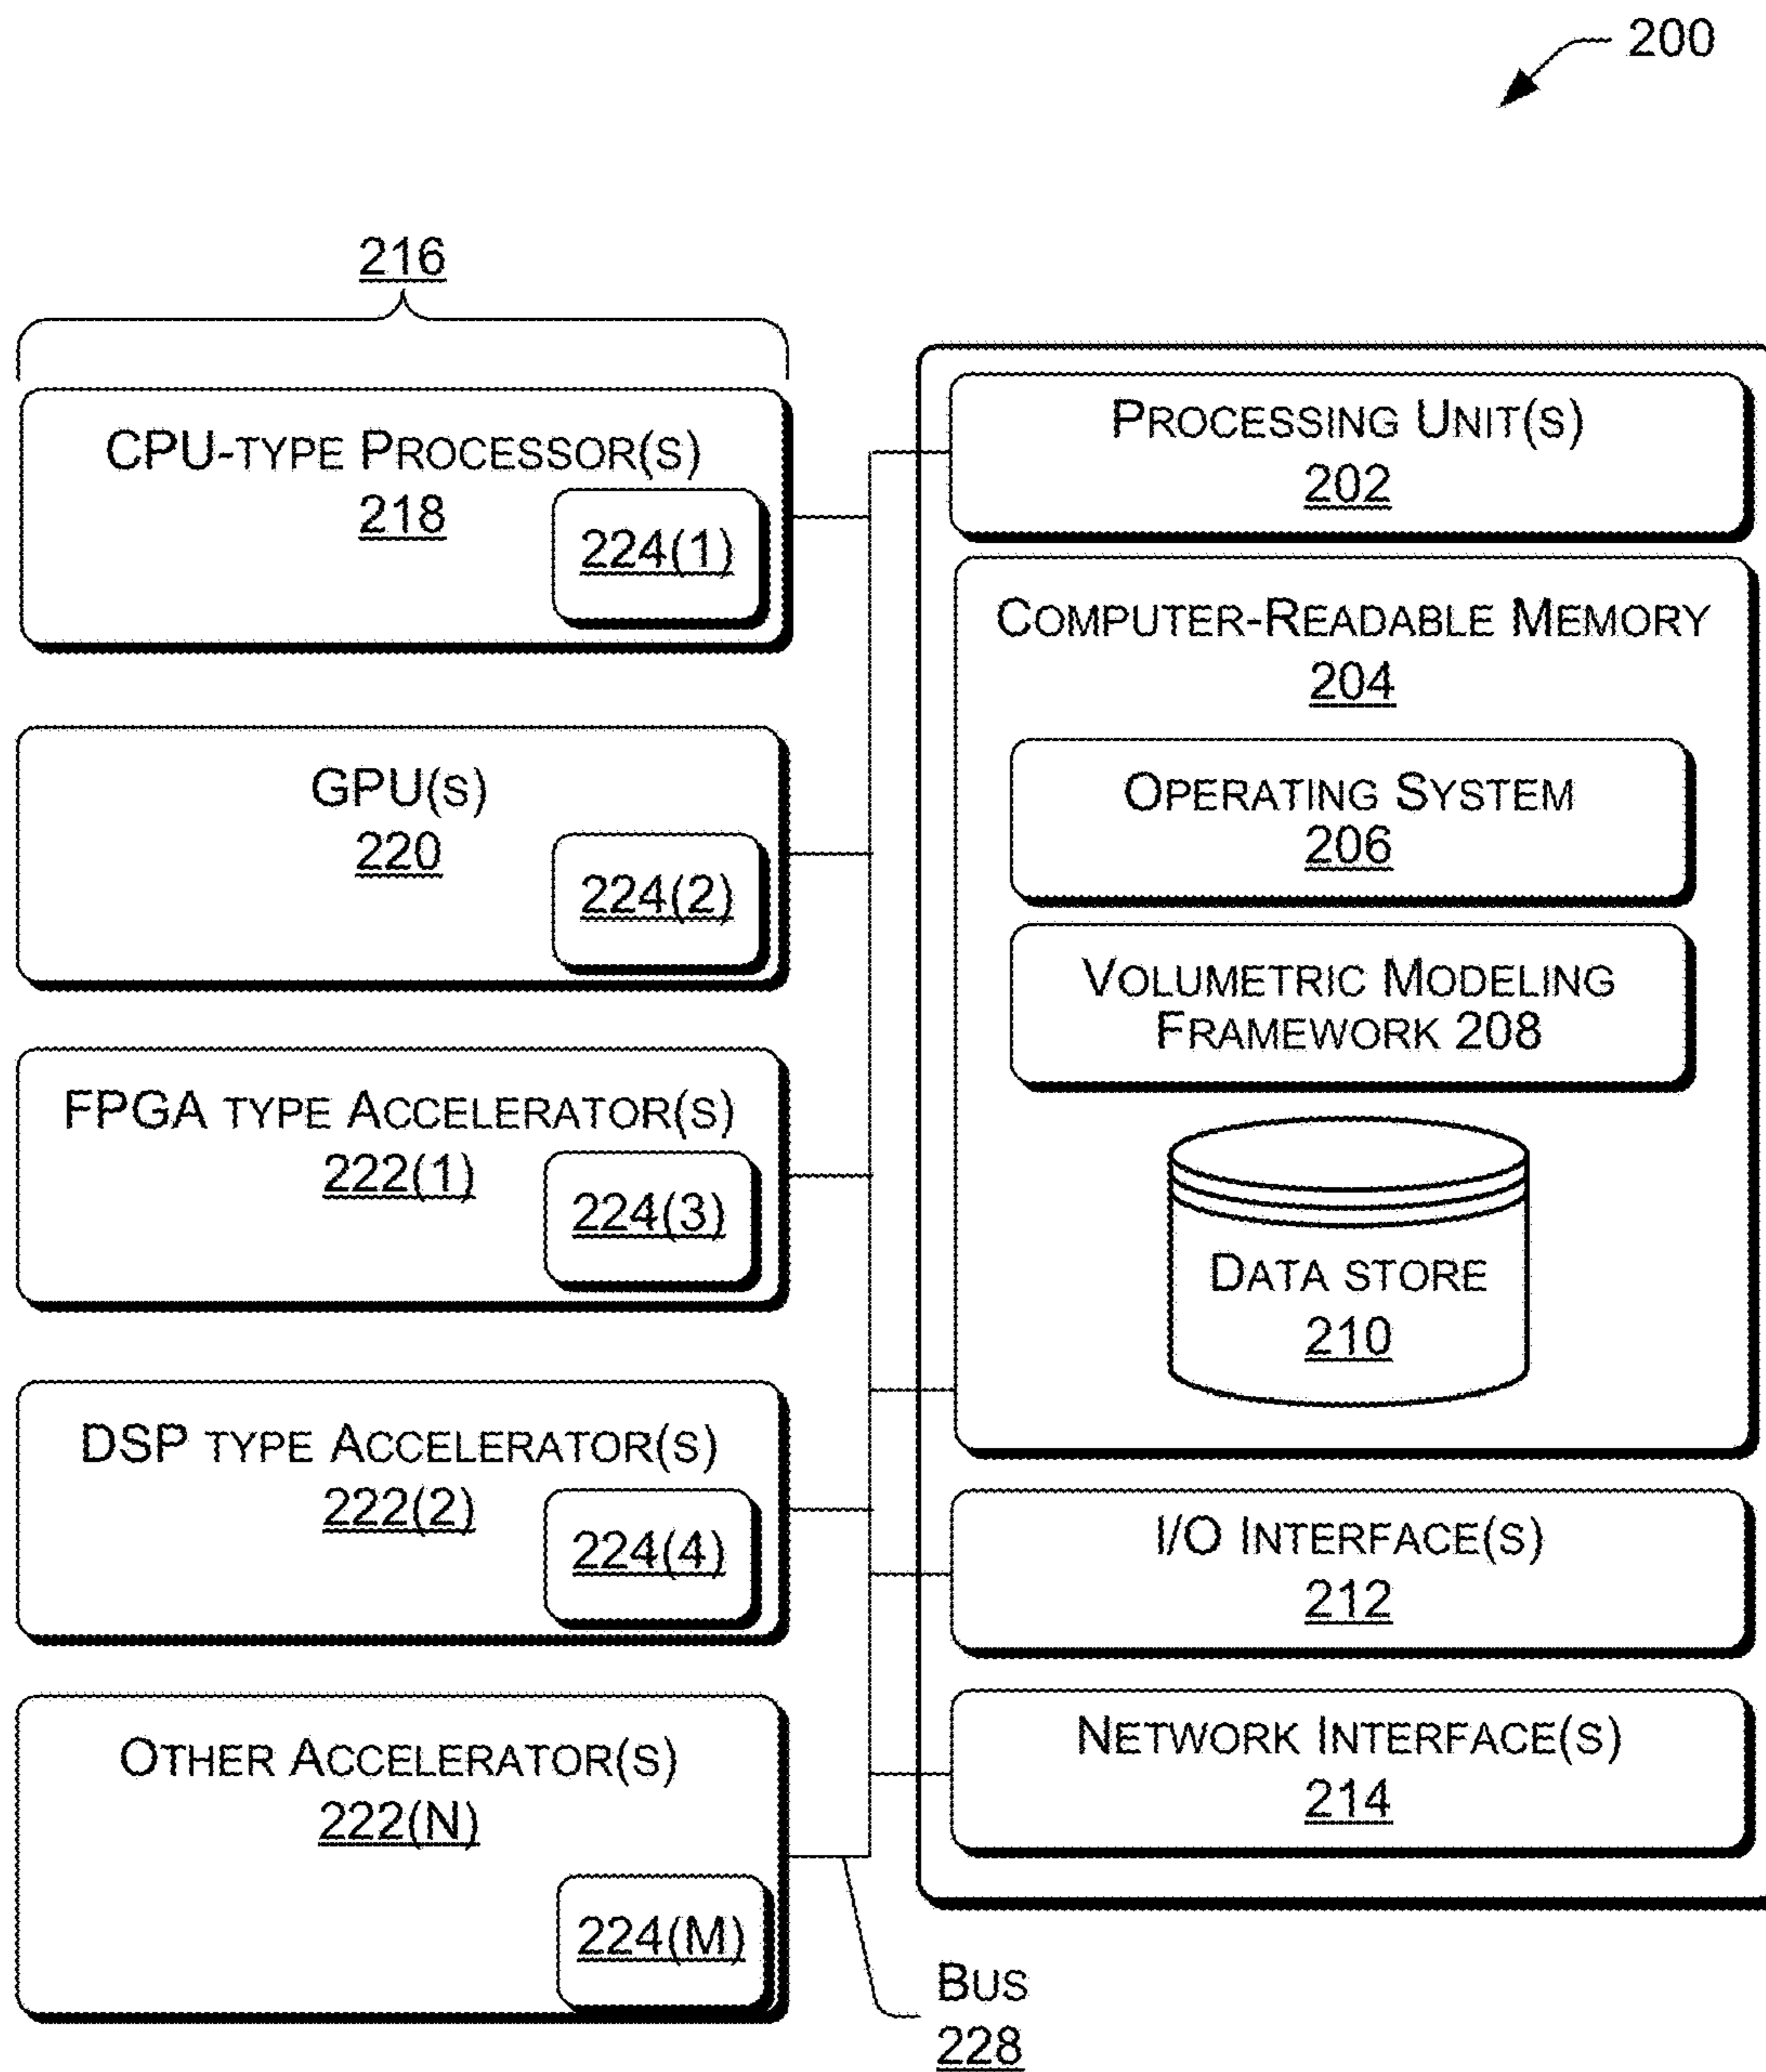 200
216
CPU-TYPE PROCESSOR(S)
218
224(1)
GPU(S)
220
224(2)
FPGA TYPE ACCELERATOR(S)
222(1)
224(3)
DSP TYPE ACCELERATOR(S)
222(2)
224(4)
OTHER ACCELERATOR(S)
222(N)
224(M)
PROCESSING UNIT(S)
202
COMPUTER-READABLE MEMORY
204
OPERATING SYSTEM
206
VOLUMETRIC MODELING
FRAMEWORK 208
DATA STORE
210
I/O INTERFACE(S)
212
NETWORK INTERFACE(S)
214
BUS
228